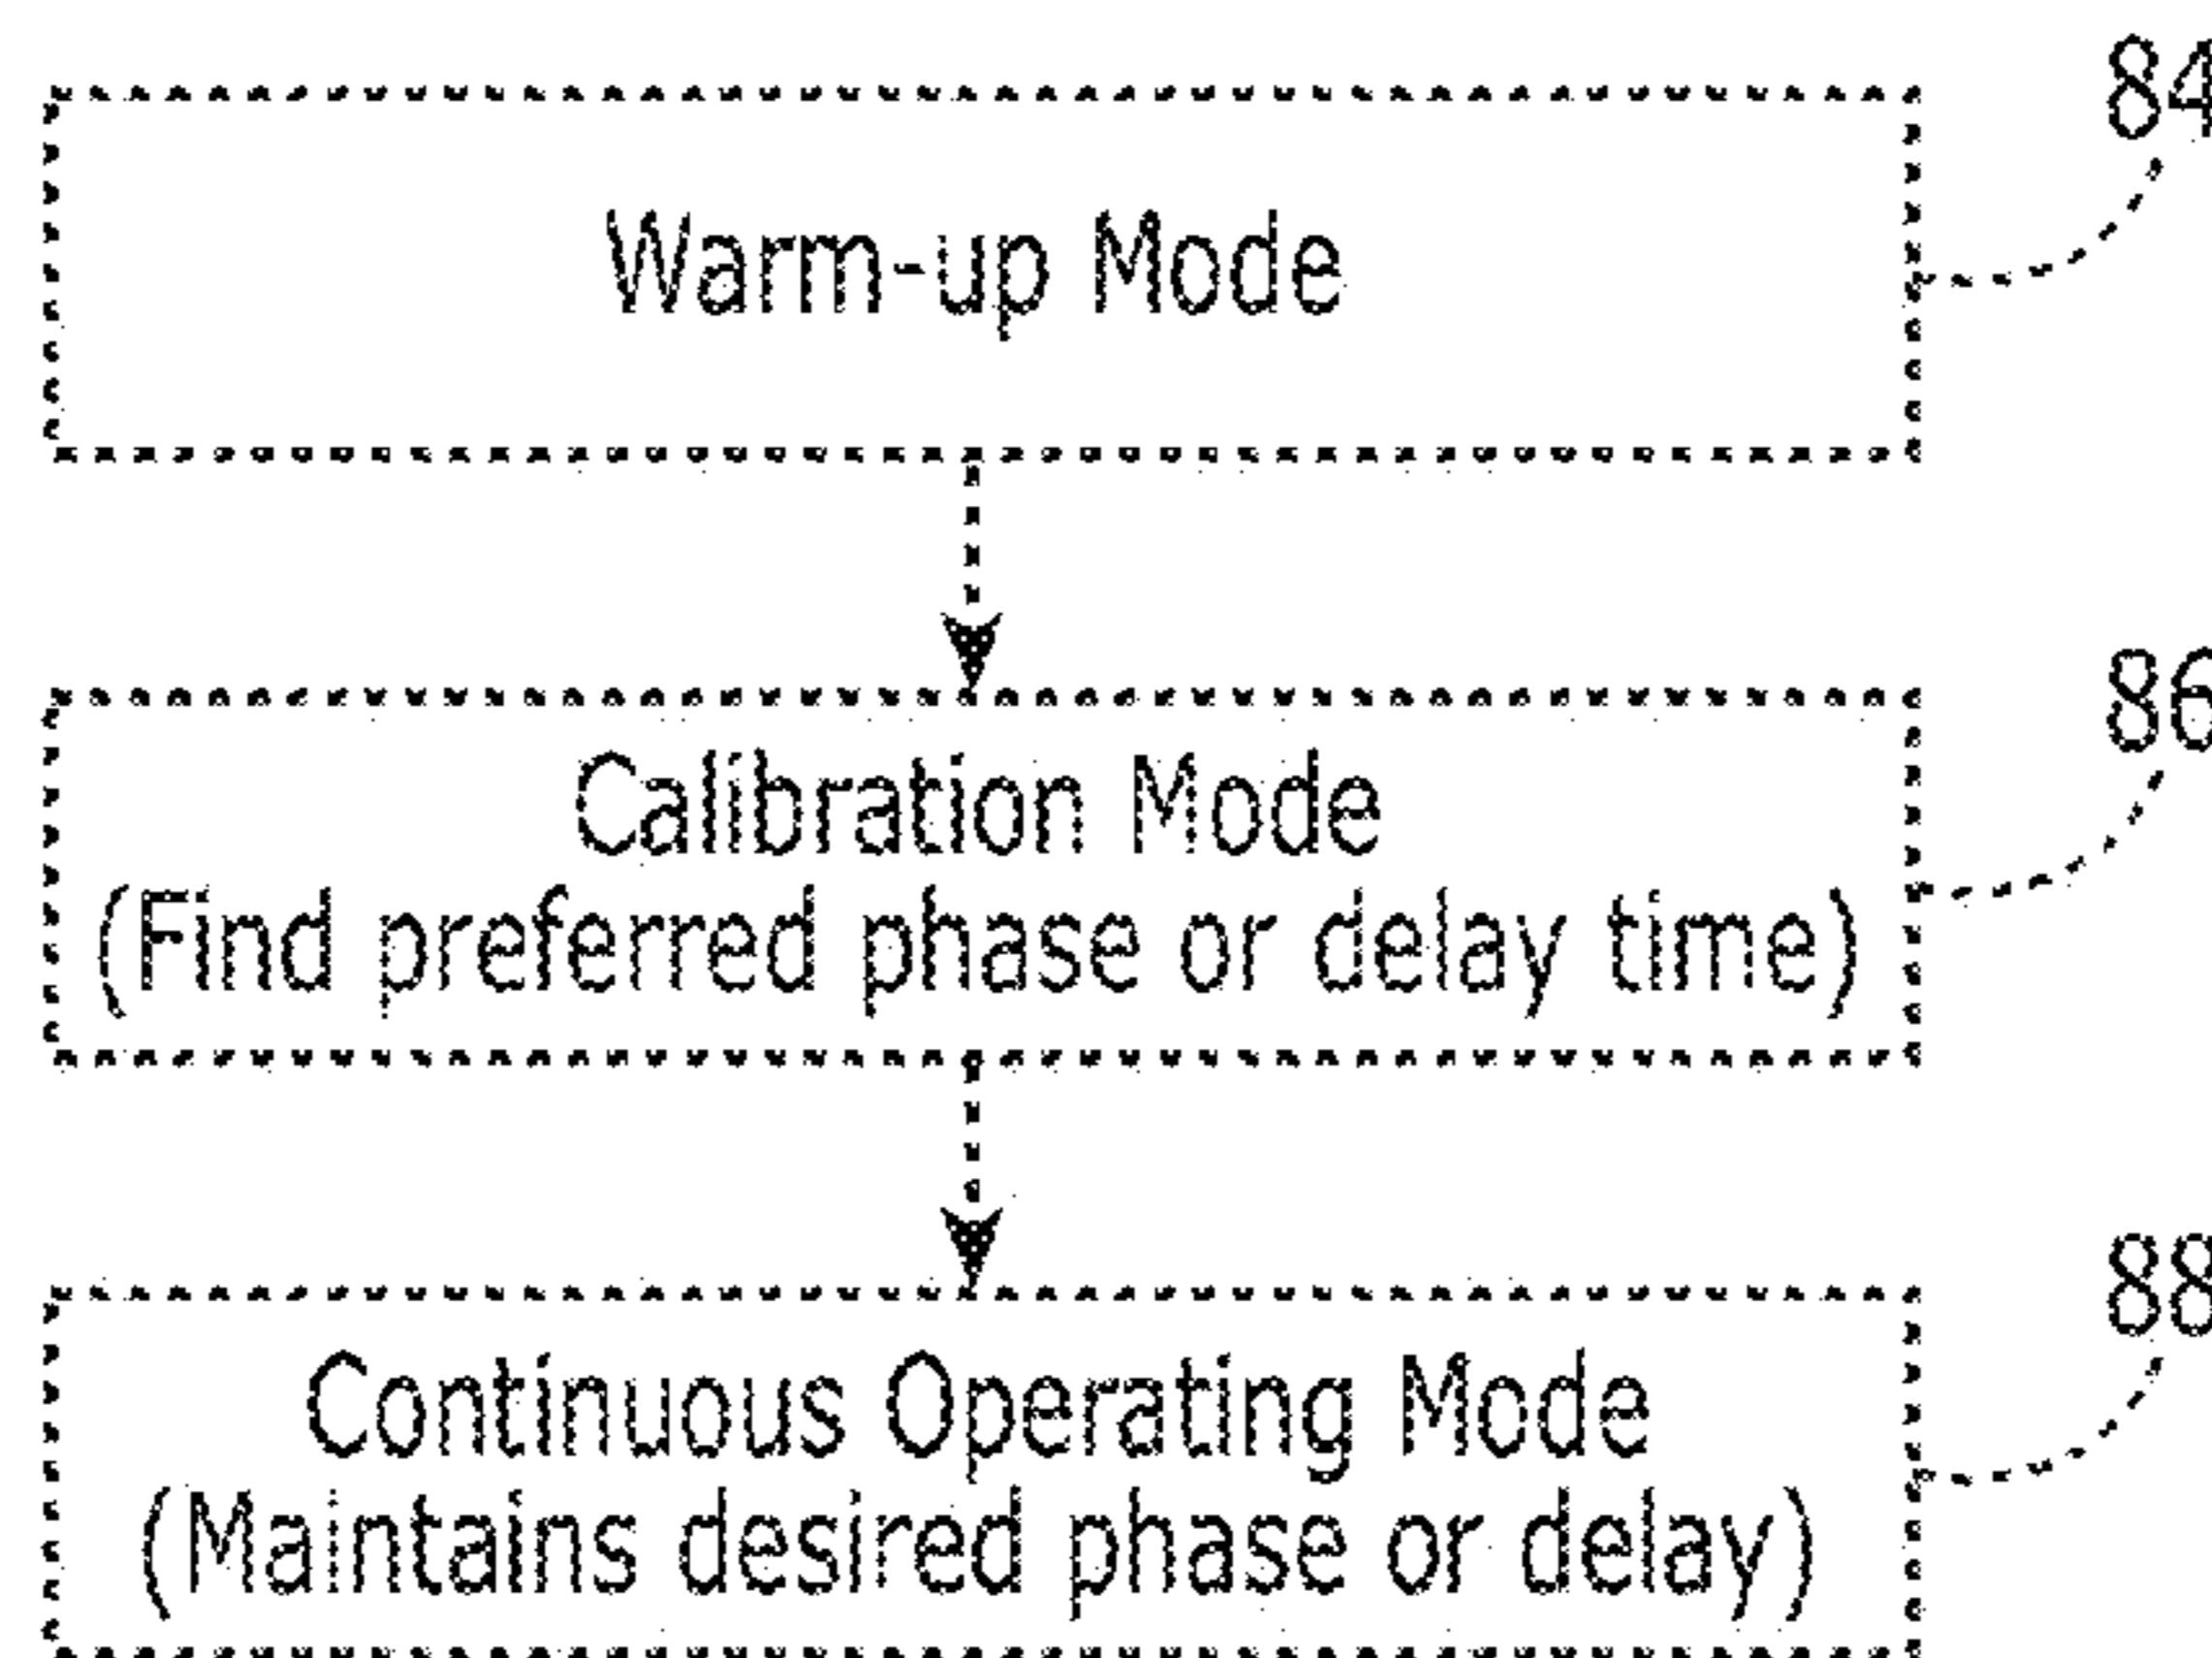 84
Warm-up Mode
86
Calibration Mode
(Find preferred phase or delay time)
88
Continuous Operating Mode
(Maintains desired phase or delay)